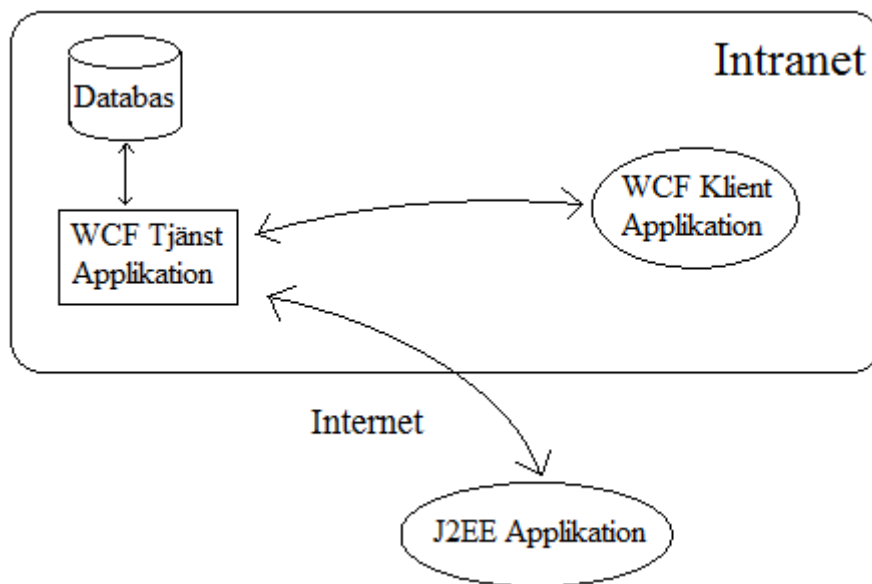 Intranet
Databas
WCF Klient
Applikation
WCF Tjänst
Applikation
Internet
J2EE Applikation